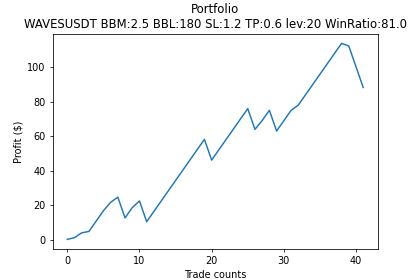 Portfolio
WAVESUSDT BBM:2.5 BBL:180 SL:1.2 TP:0.6 lev:20 WinRatio:81.0
Profit ($)
100
80
60
40
20
0
0
10
20
30
40
Trade counts